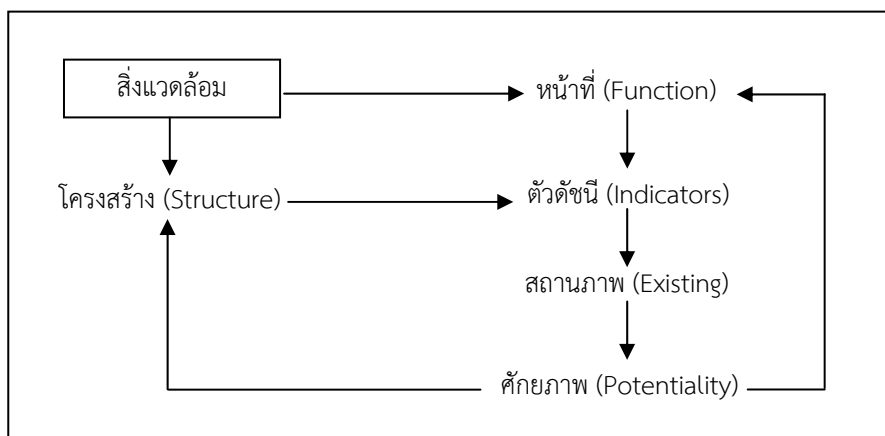 สิ่งแวดล้อม
หน้าที่ (Function)
โครงสร้าง (Structure)
ตัวดัชนี (Indicators)
สถานภาพ (Existing)
ศักยภาพ (Potentiality)